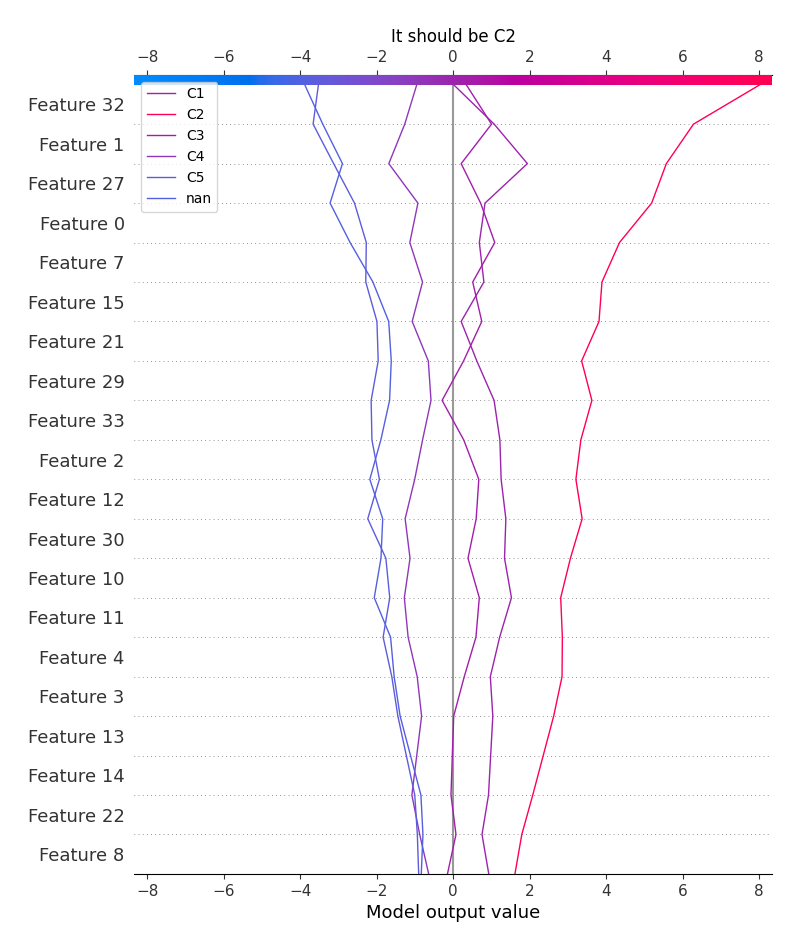 It should be C2
−8 −6 −4 −2 0 2 4 6 8
C1
C2
C3
C4
C5
nan
Feature 32
Feature 1
Feature 27
Feature 0
Feature 7
Feature 15
Feature 21
Feature 29
Feature 33
Feature 2
Feature 12
Feature 30
Feature 10
Feature 11
Feature 4
Feature 3
Feature 13
Feature 14
Feature 22
Feature 8
−8 −6 −4 −2 0 2 4 6 8
Model output value